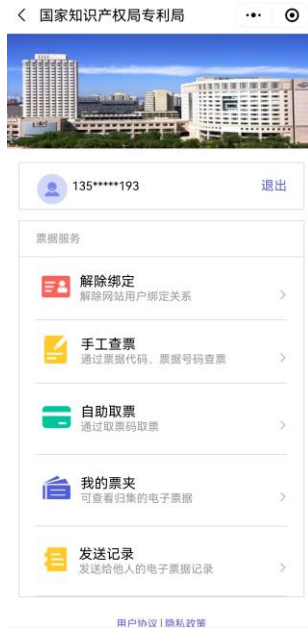 国家知识产权局专利局
135*****193
退出
票据服务
解除绑定
解除网站用户绑定关系
手工查票
通过票据代码、票据号码查票
自助取票
通过取票码取票
我的票夹
可查看归集的电子票据
发送记录
发送给他人的电子票据记录
用户协议|隐私政策